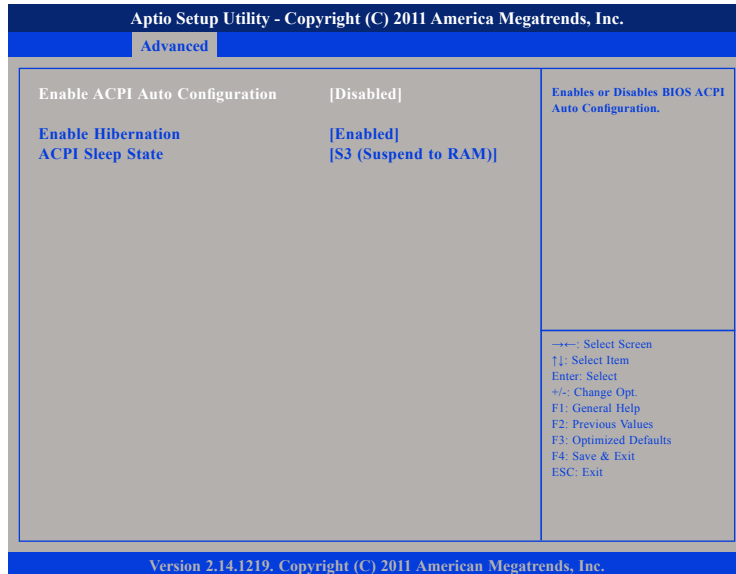 Aptio Setup Utility - Copyright (C) 2011 America Megatrends, Inc.
Advanced
Enable ACPI Auto Configuration [Disabled]
Enable Hibernation [Enabled]
ACPI Sleep State [S3 (Suspend to RAM)]
Enables or Disables BIOS ACPI
Auto Configuration.
→←: Select Screen
↑↓: Select Item
Enter: Select
+/-: Change Opt.
F1: General Help
F2: Previous Values
F3: Optimized Defaults
F4: Save & Exit
ESC: Exit
Version 2.14.1219. Copyright (C) 2011 American Megatrends, Inc.